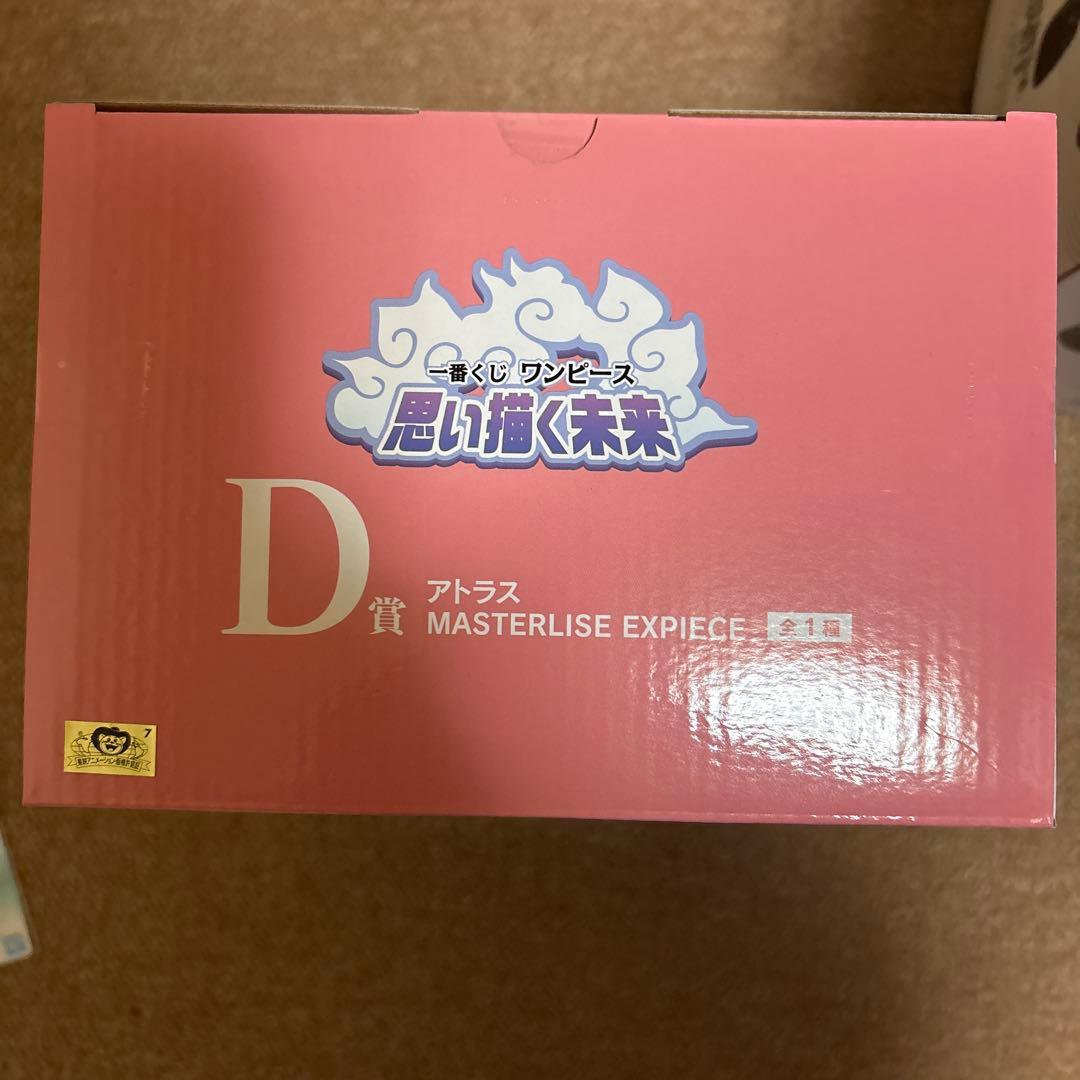 一番くじ ワンピース
思い描く未来
D賞
アトラス
MASTERLISE EXPIECE 全1種
7